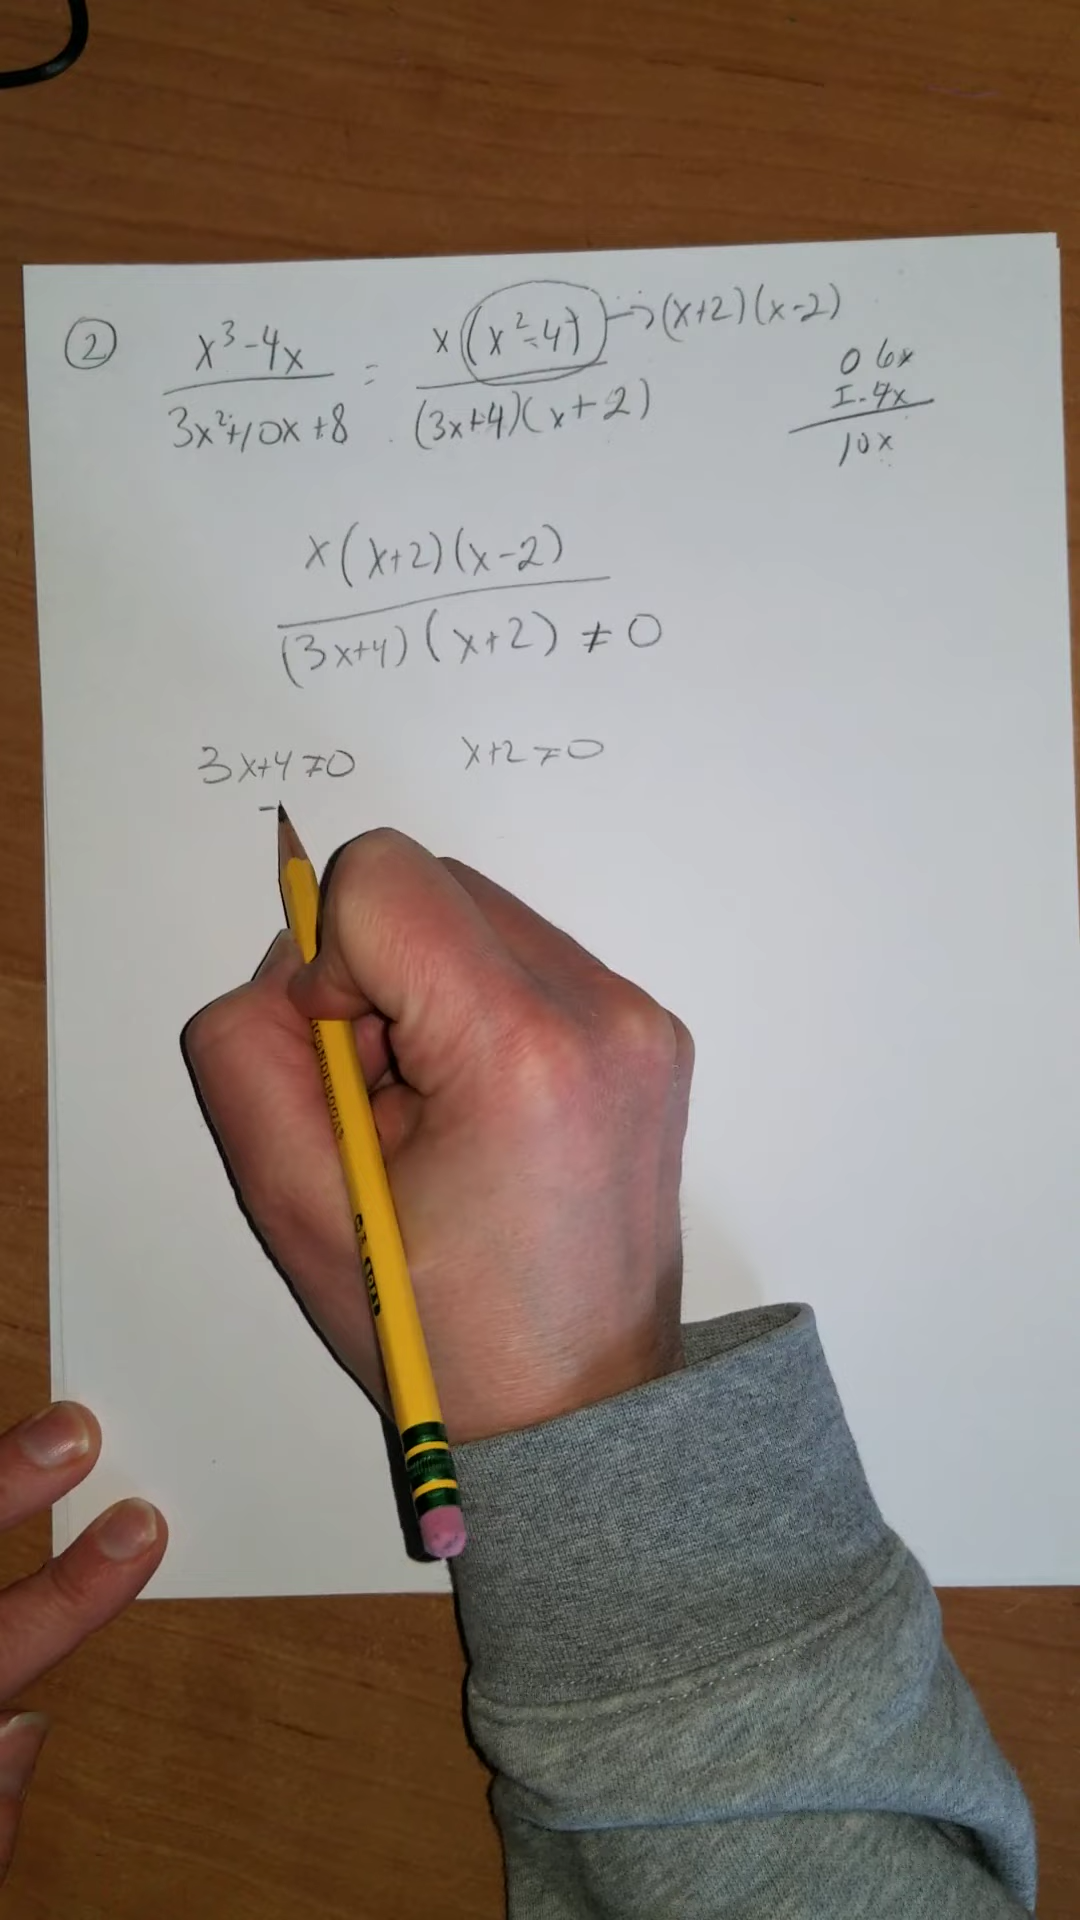 ② x³-4x / 3x²+10x+8 = x(x²-4) / (3x+4)(x+2) → (x+2)(x-2)
O 6x
I 4x
10x
x(x+2)(x-2)
(3x+4)(x+2) ≠ 0
3x+4≠0 x+2≠0
-
TICONDEROGA